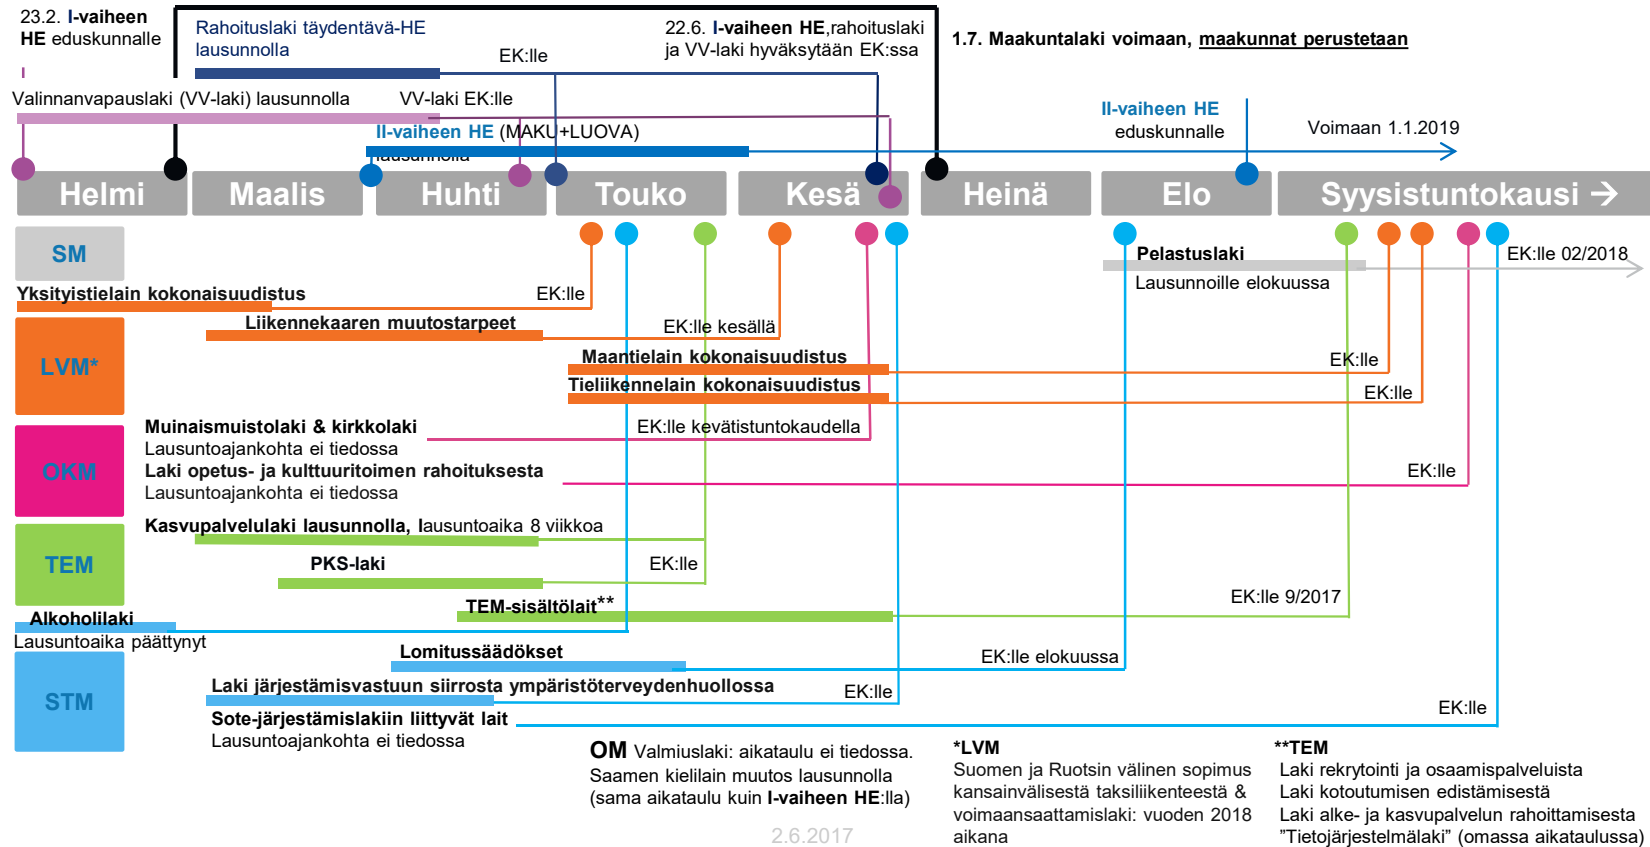 23.2. I-vaiheen
HE eduskunnalle
Rahoituslaki täydentävä-HE
lausunnolla
EK:lle
22.6. I-vaiheen HE,rahoituslaki
ja VV-laki hyväksytään EK:ssa
1.7. Maakuntalaki voimaan, maakunnat perustetaan
Valinnanvapauslaki (VV-laki) lausunnolla
VV-laki EK:lle
II-vaiheen HE (MAKU+LUOVA)
lausunnolla
II-vaiheen HE
eduskunnalle
Voimaan 1.1.2019
Helmi
Maalis
Huhti
Touko
Kesä
Heinä
Elo
Syysistuntokausi →
SM
Pelastuslaki
Lausunnoille elokuussa
EK:lle 02/2018
Yksityistielain kokonaisuudistus
EK:lle
Liikennekaaren muutostarpeet
EK:lle kesällä
LVM*
Maantielain kokonaisuudistus
EK:lle
Tieliikennelain kokonaisuudistus
EK:lle
Muinaismuistolaki & kirkkolaki
Lausuntoajankohta ei tiedossa
EK:lle kevätistuntokaudella
OKM
Laki opetus- ja kulttuuritoimen rahoituksesta
Lausuntoajankohta ei tiedossa
EK:lle
Kasvupalvelulaki lausunnolla, lausuntoaika 8 viikkoa
TEM
PKS-laki
EK:lle
TEM-sisältölait**
EK:lle 9/2017
Alkoholilaki
Lausuntoaika päättynyt
Lomitussäädökset
EK:lle elokuussa
STM
Laki järjestämisvastuun siirrosta ympäristöterveydenhuollossa
EK:lle
Sote-järjestämislakiin liittyvät lait
Lausuntoajankohta ei tiedossa
EK:lle
OM Valmiuslaki: aikataulu ei tiedossa.
Saamen kielilain muutos lausunnolla
(sama aikataulu kuin I-vaiheen HE:lla)
*LVM
Suomen ja Ruotsin välinen sopimus
kansainvälisestä taksiliikenteestä &
voimaansaattamislaki: vuoden 2018
aikana
**TEM
Laki rekrytointi ja osaamispalveluista
Laki kotoutumisen edistämisestä
Laki alke- ja kasvupalvelun rahoittamisesta
”Tietojärjestelmälaki” (omassa aikataulussa)
2.6.2017